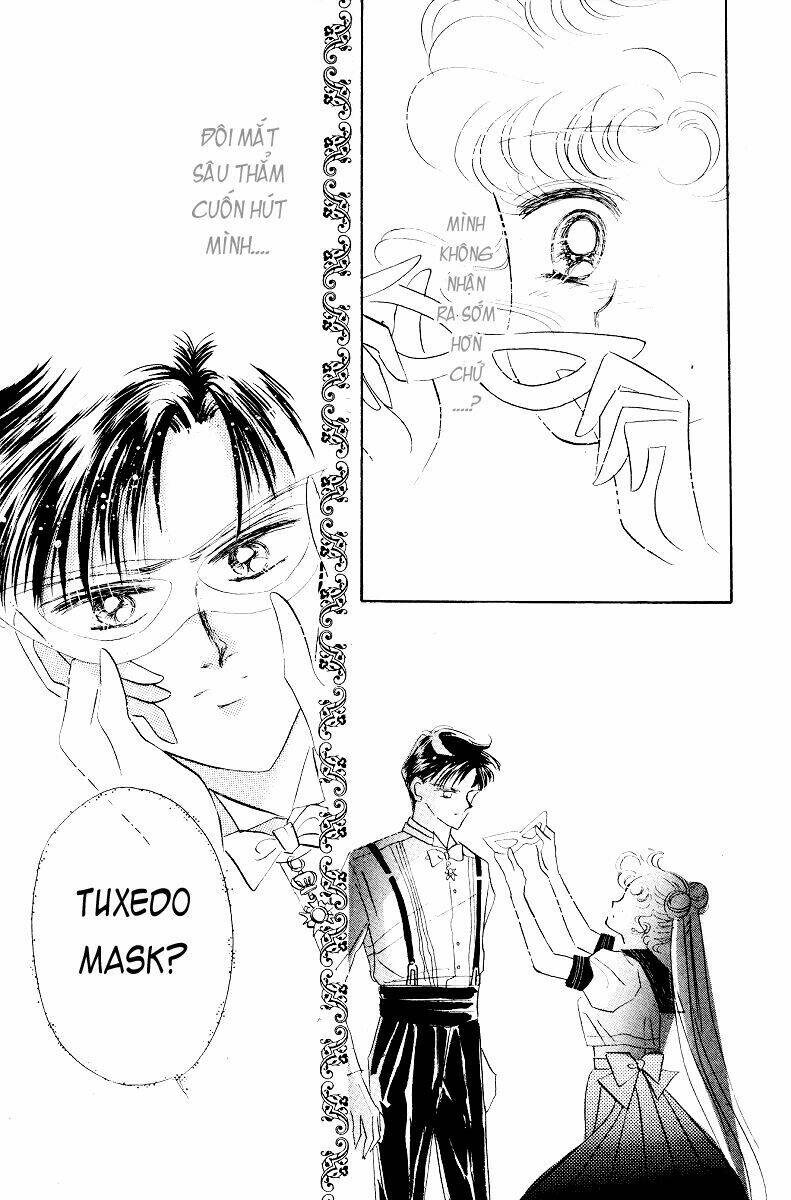 MÌNH
KHÔNG
NHẬN
RA SỚM
HƠN
CHỨ
.....?
ĐÔI MẮT
SÂU THẲM
CUỐN HÚT
MÌNH....
TUXEDO
MASK?